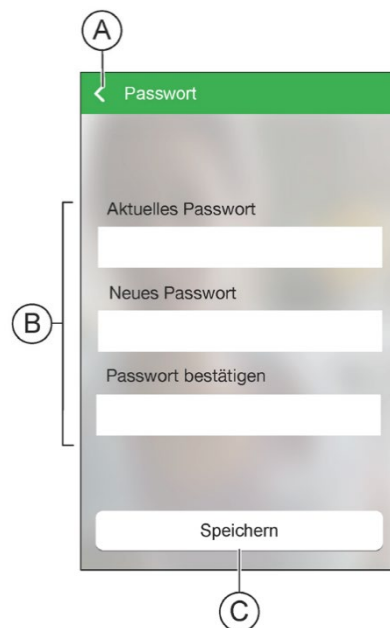 A
Passwort
Aktuelles Passwort
B
Neues Passwort
Passwort bestätigen
Speichern
C